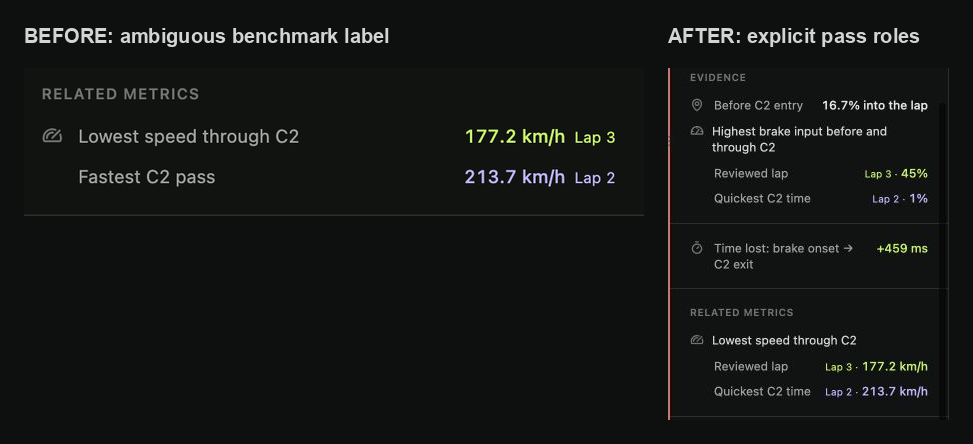 BEFORE: ambiguous benchmark label
RELATED METRICS
Lowest speed through C2 177.2 km/h Lap 3
Fastest C2 pass 213.7 km/h Lap 2
AFTER: explicit pass roles
EVIDENCE
Before C2 entry 16.7% into the lap
Highest brake input before and
through C2
Reviewed lap Lap 3 · 45%
Quickest C2 time Lap 2 · 1%
Time lost: brake onset → +459 ms
C2 exit
RELATED METRICS
Lowest speed through C2
Reviewed lap Lap 3 · 177.2 km/h
Quickest C2 time Lap 2 · 213.7 km/h